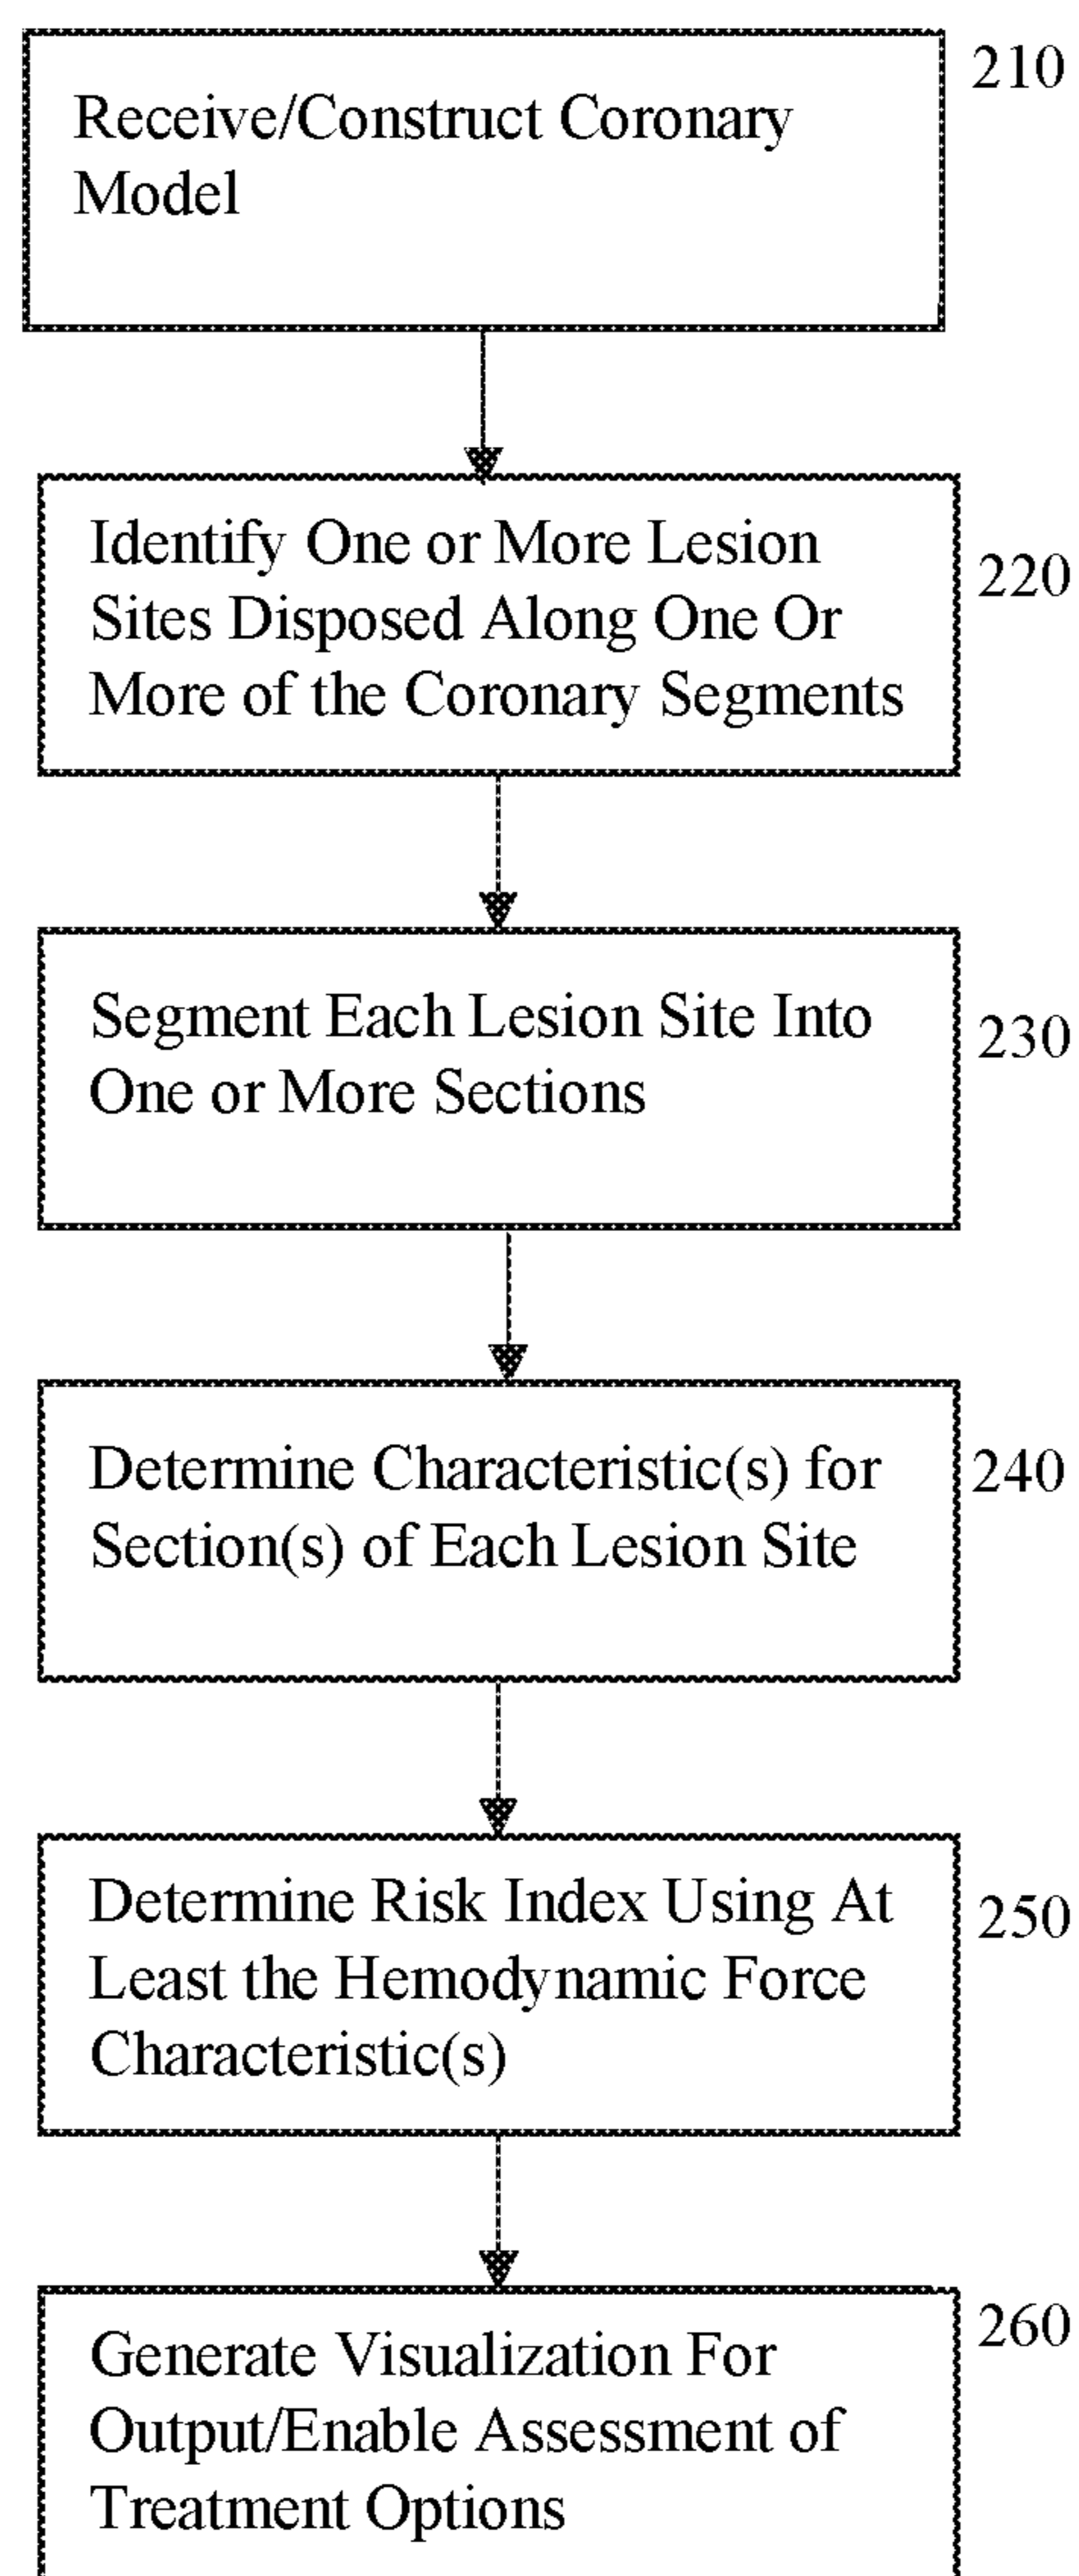 210
Receive/Construct Coronary
Model
Identify One or More Lesion
220
Sites Disposed Along One Or
More of the Coronary Segments
Segment Each Lesion Site Into
230
One or More Sections
Determine Characteristic(s) for
240
Section(s) of Each Lesion Site
Determine Risk Index Using At
250
Least the Hemodynamic Force
Characteristic(s)
260
Generate Visualization For
Output/Enable Assessment of
Treatment Options